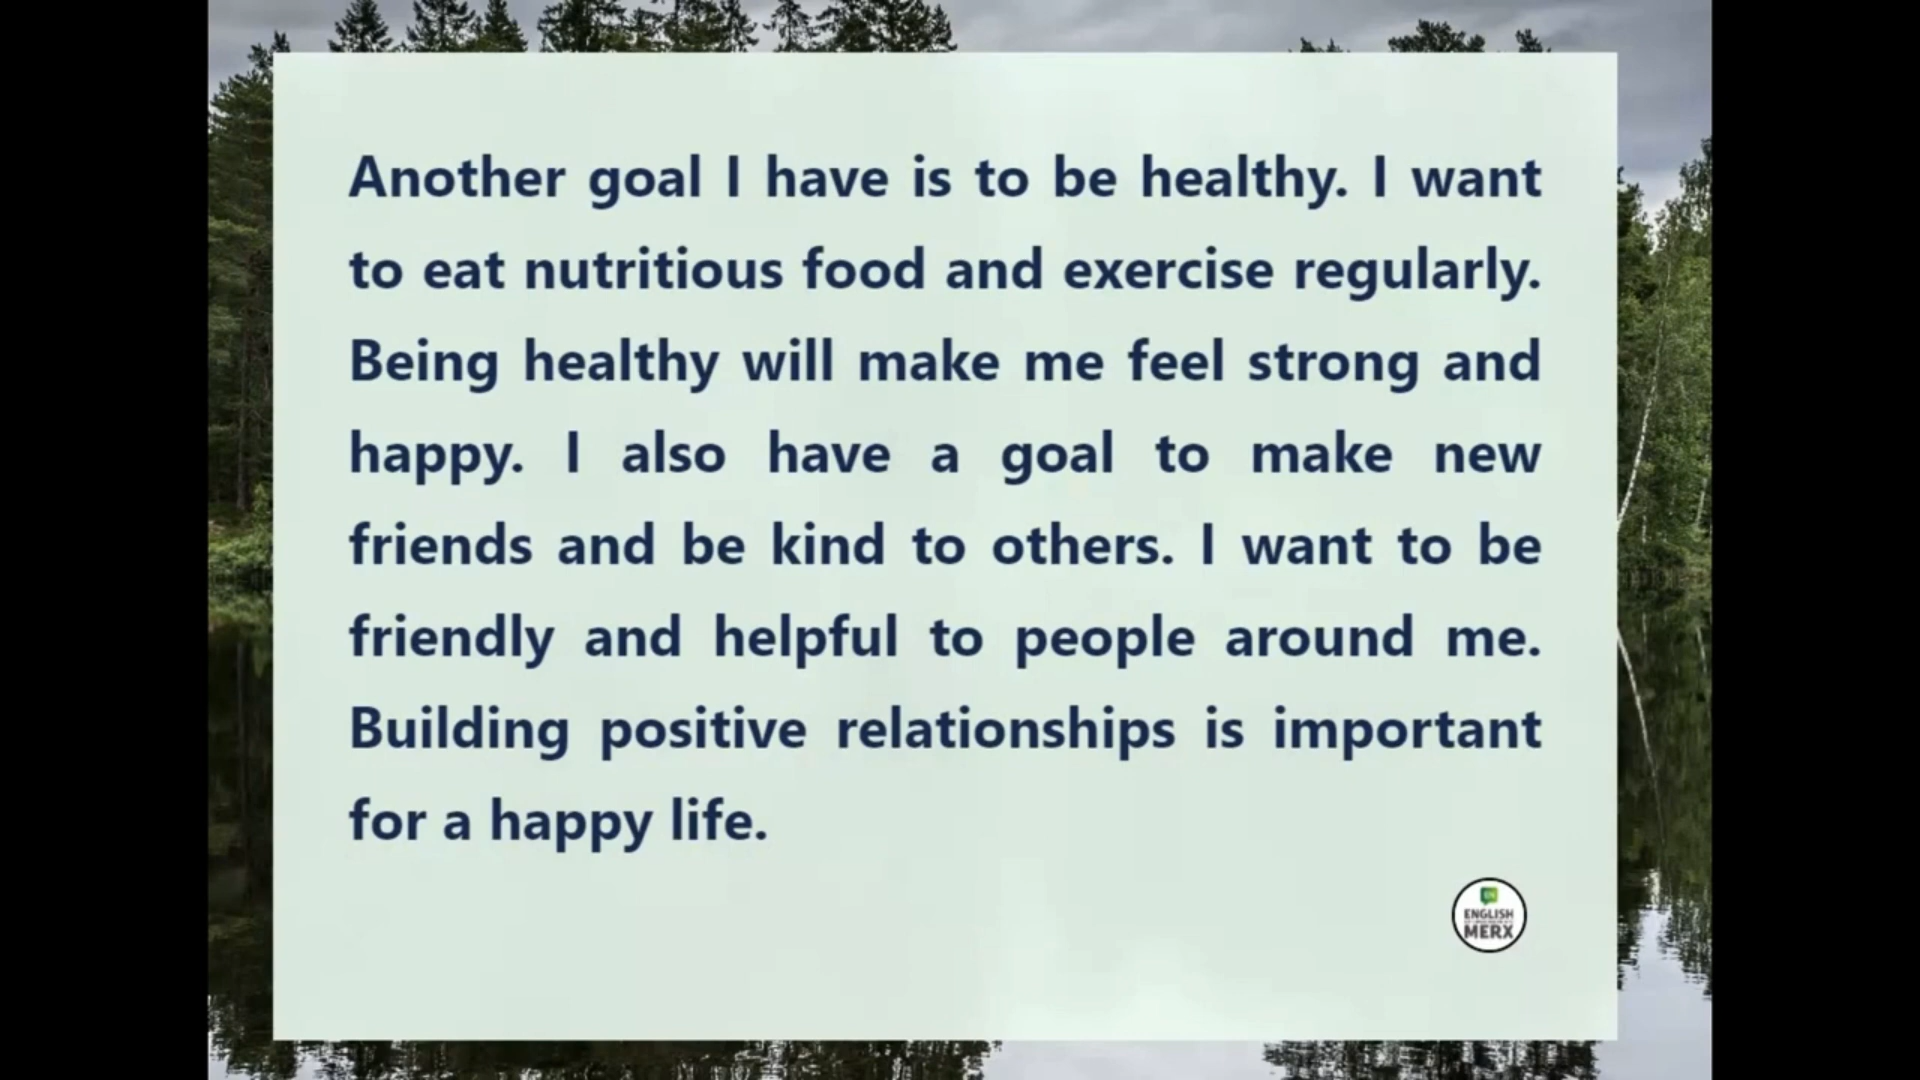 Another goal I have is to be healthy. I want
to eat nutritious food and exercise regularly.
Being healthy will make me feel strong and
happy. I also have a goal to make new
friends and be kind to others. I want to be
friendly and helpful to people around me.
Building positive relationships is important
for a happy life.
ENGLISH
MERX